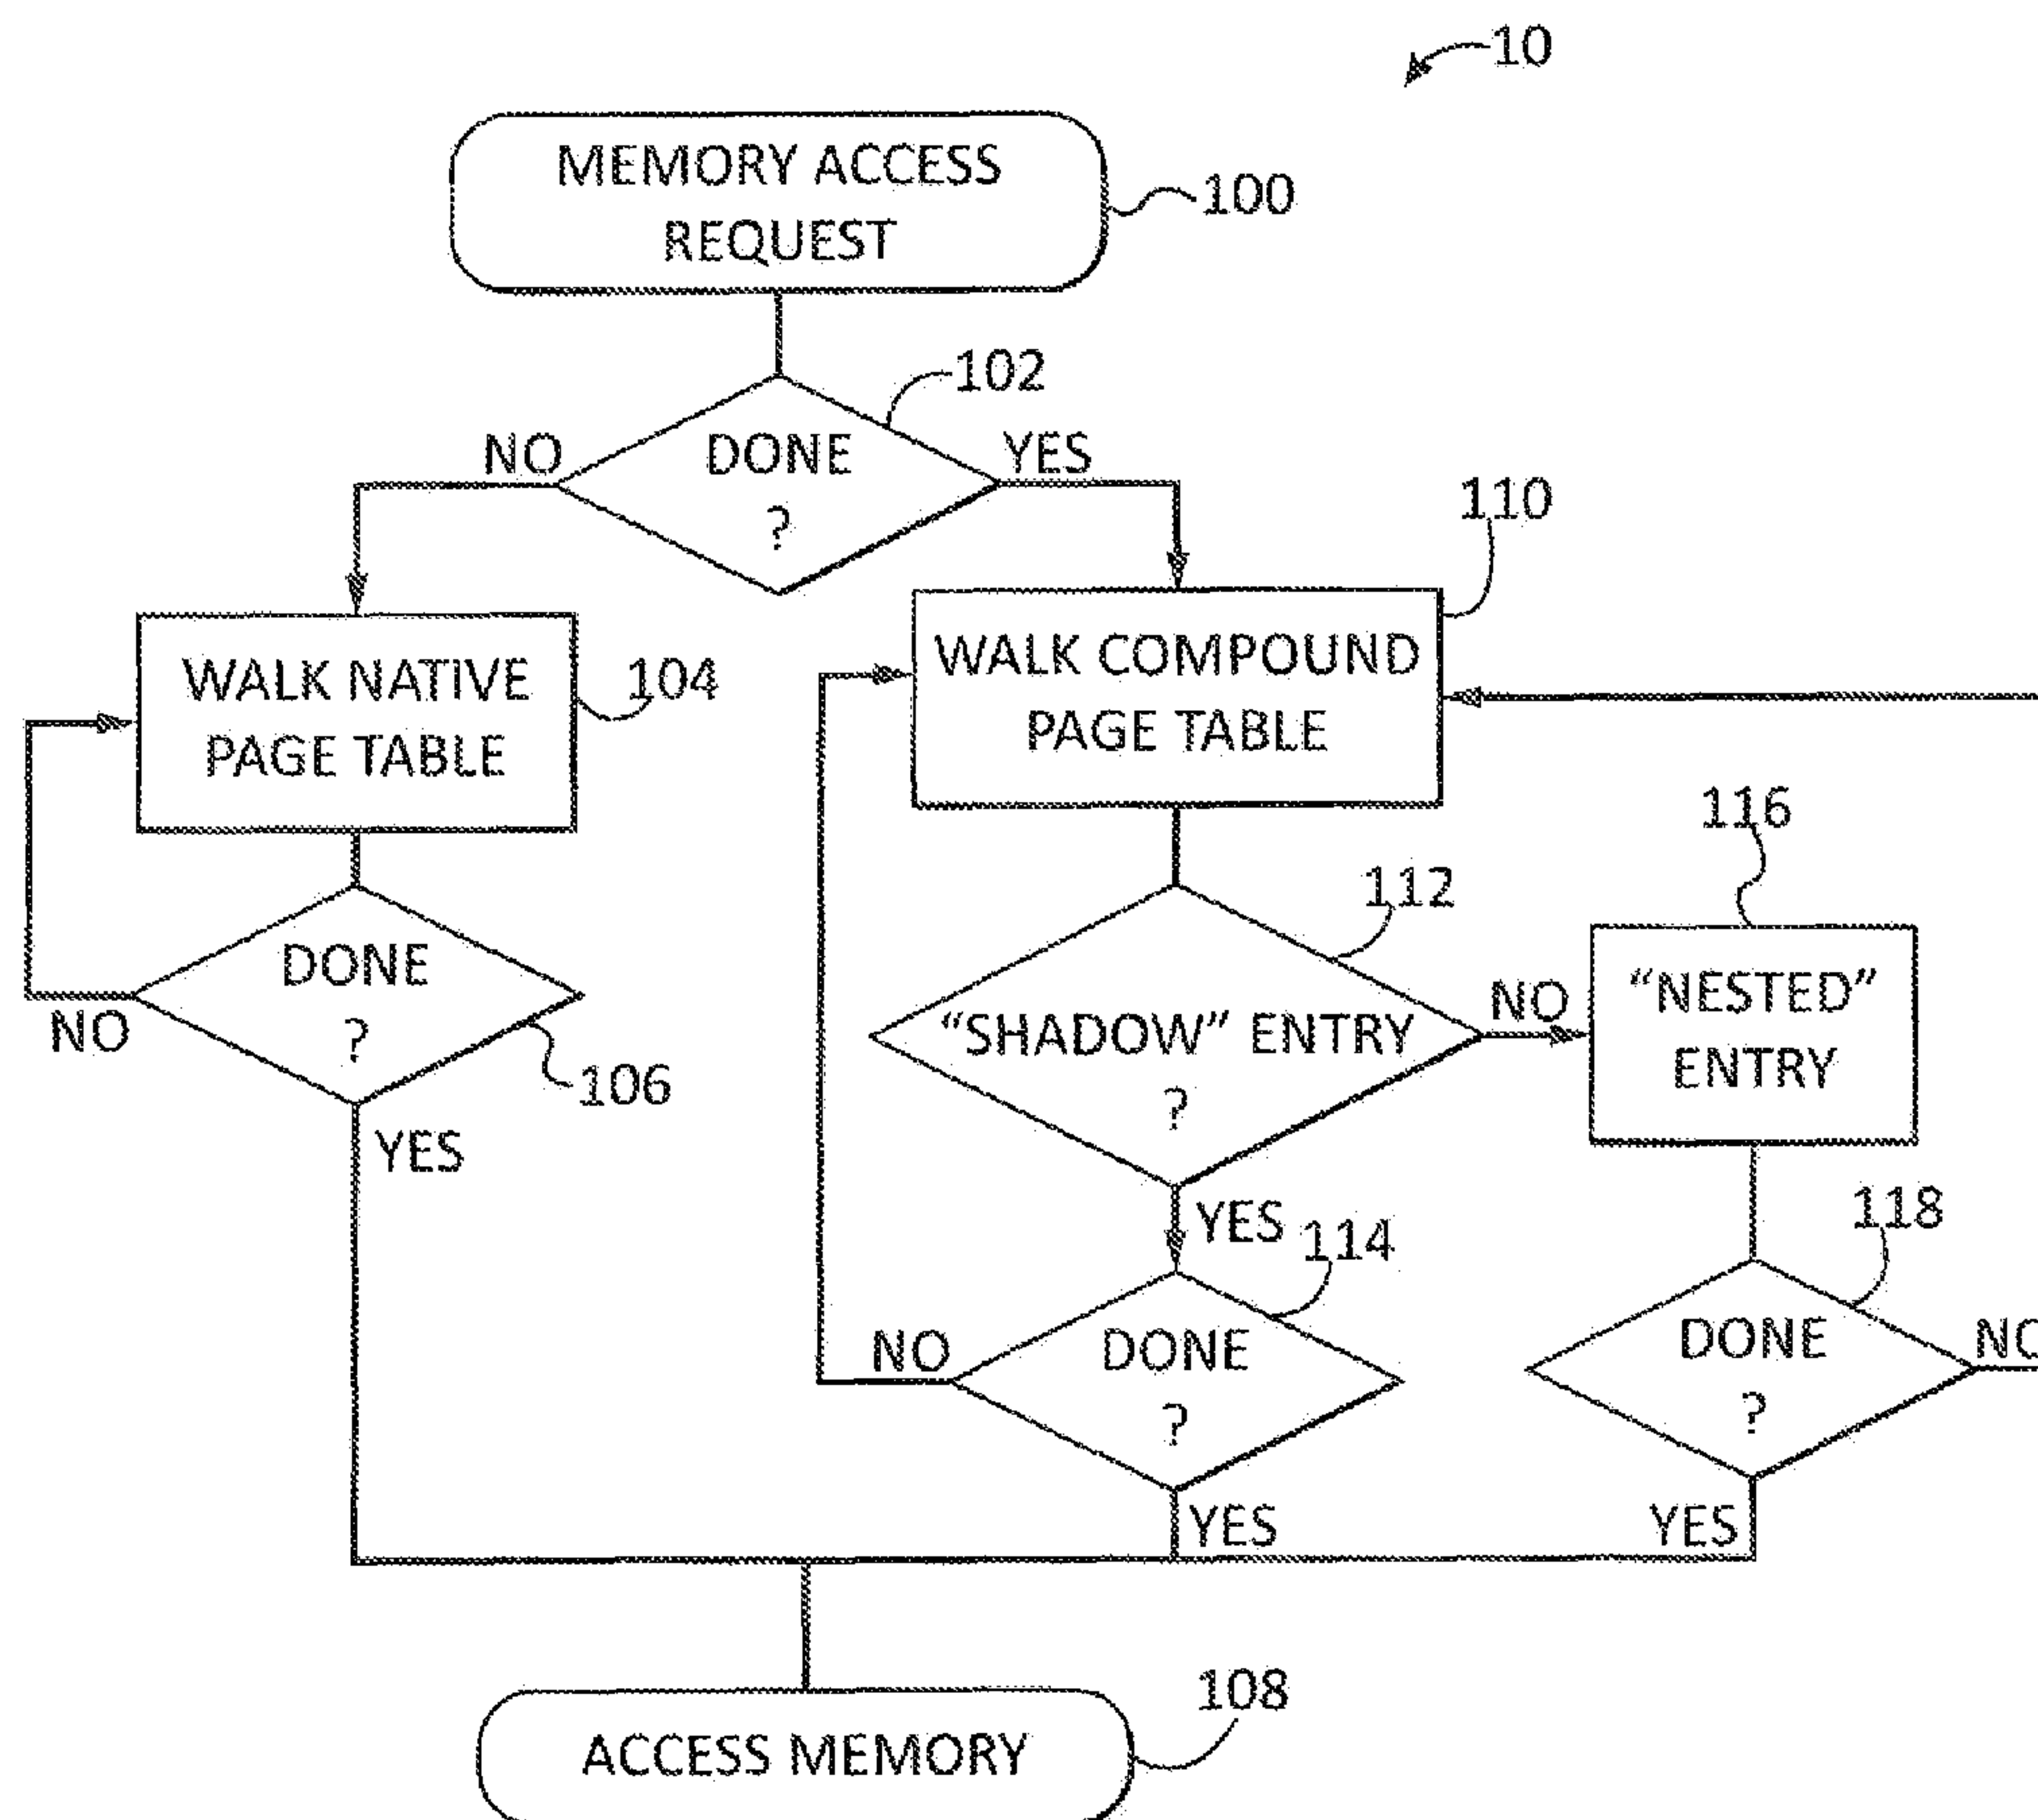 10
MEMORY ACCESS
REQUEST
100
102
NO
DONE
YES
?
110
WALK NATIVE
PAGE TABLE
104
WALK COMPOUND
PAGE TABLE
116
112
DONE
?
NO
106
YES
"SHADOW" ENTRY
?
NO
"NESTED"
ENTRY
YES
114
118
NO
DONE
?
YES
DONE
?
NO
YES
108
ACCESS MEMORY